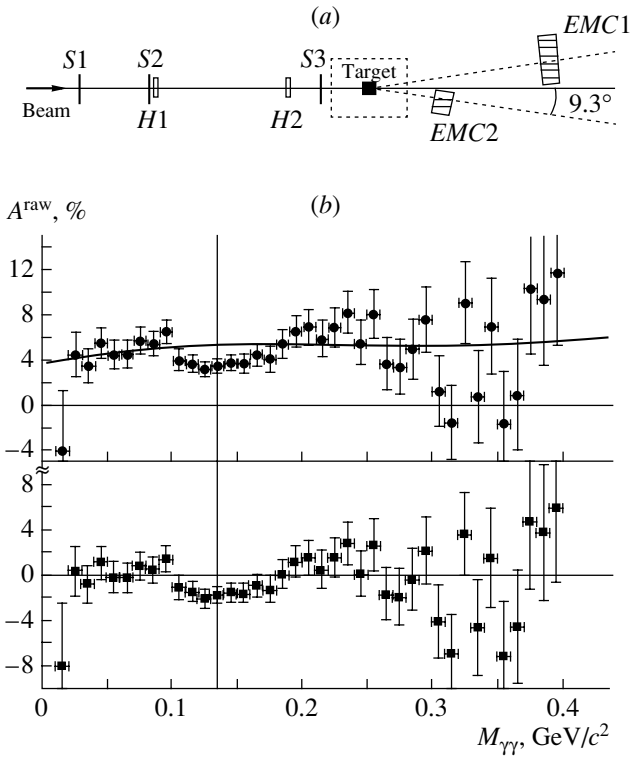 (a)
EMC1
S1 S2 S3 Target
Beam H1 H2 EMC2 9.3°
(b)
A^raw, %
12
8
4
0
−4
8
4
0
−4
−8
0 0.1 0.2 0.3 0.4
M_γγ, GeV/c²